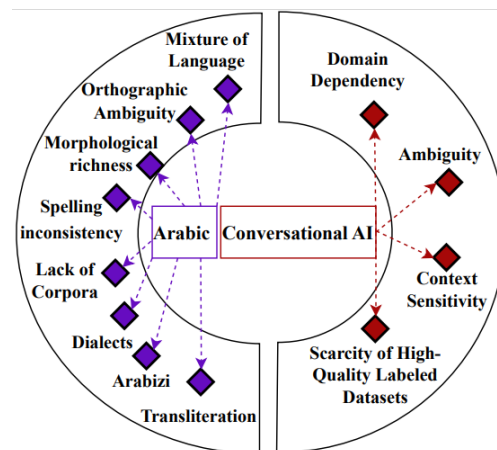 Mixture of
Language
Orthographic
Ambiguity
Morphological
richness
Spelling
inconsistency
Lack of
Corpora
Dialects
Arabizi
Transliteration
Arabic
Conversational AI
Domain
Dependency
Ambiguity
Context
Sensitivity
Scarcity of High-
Quality Labeled
Datasets